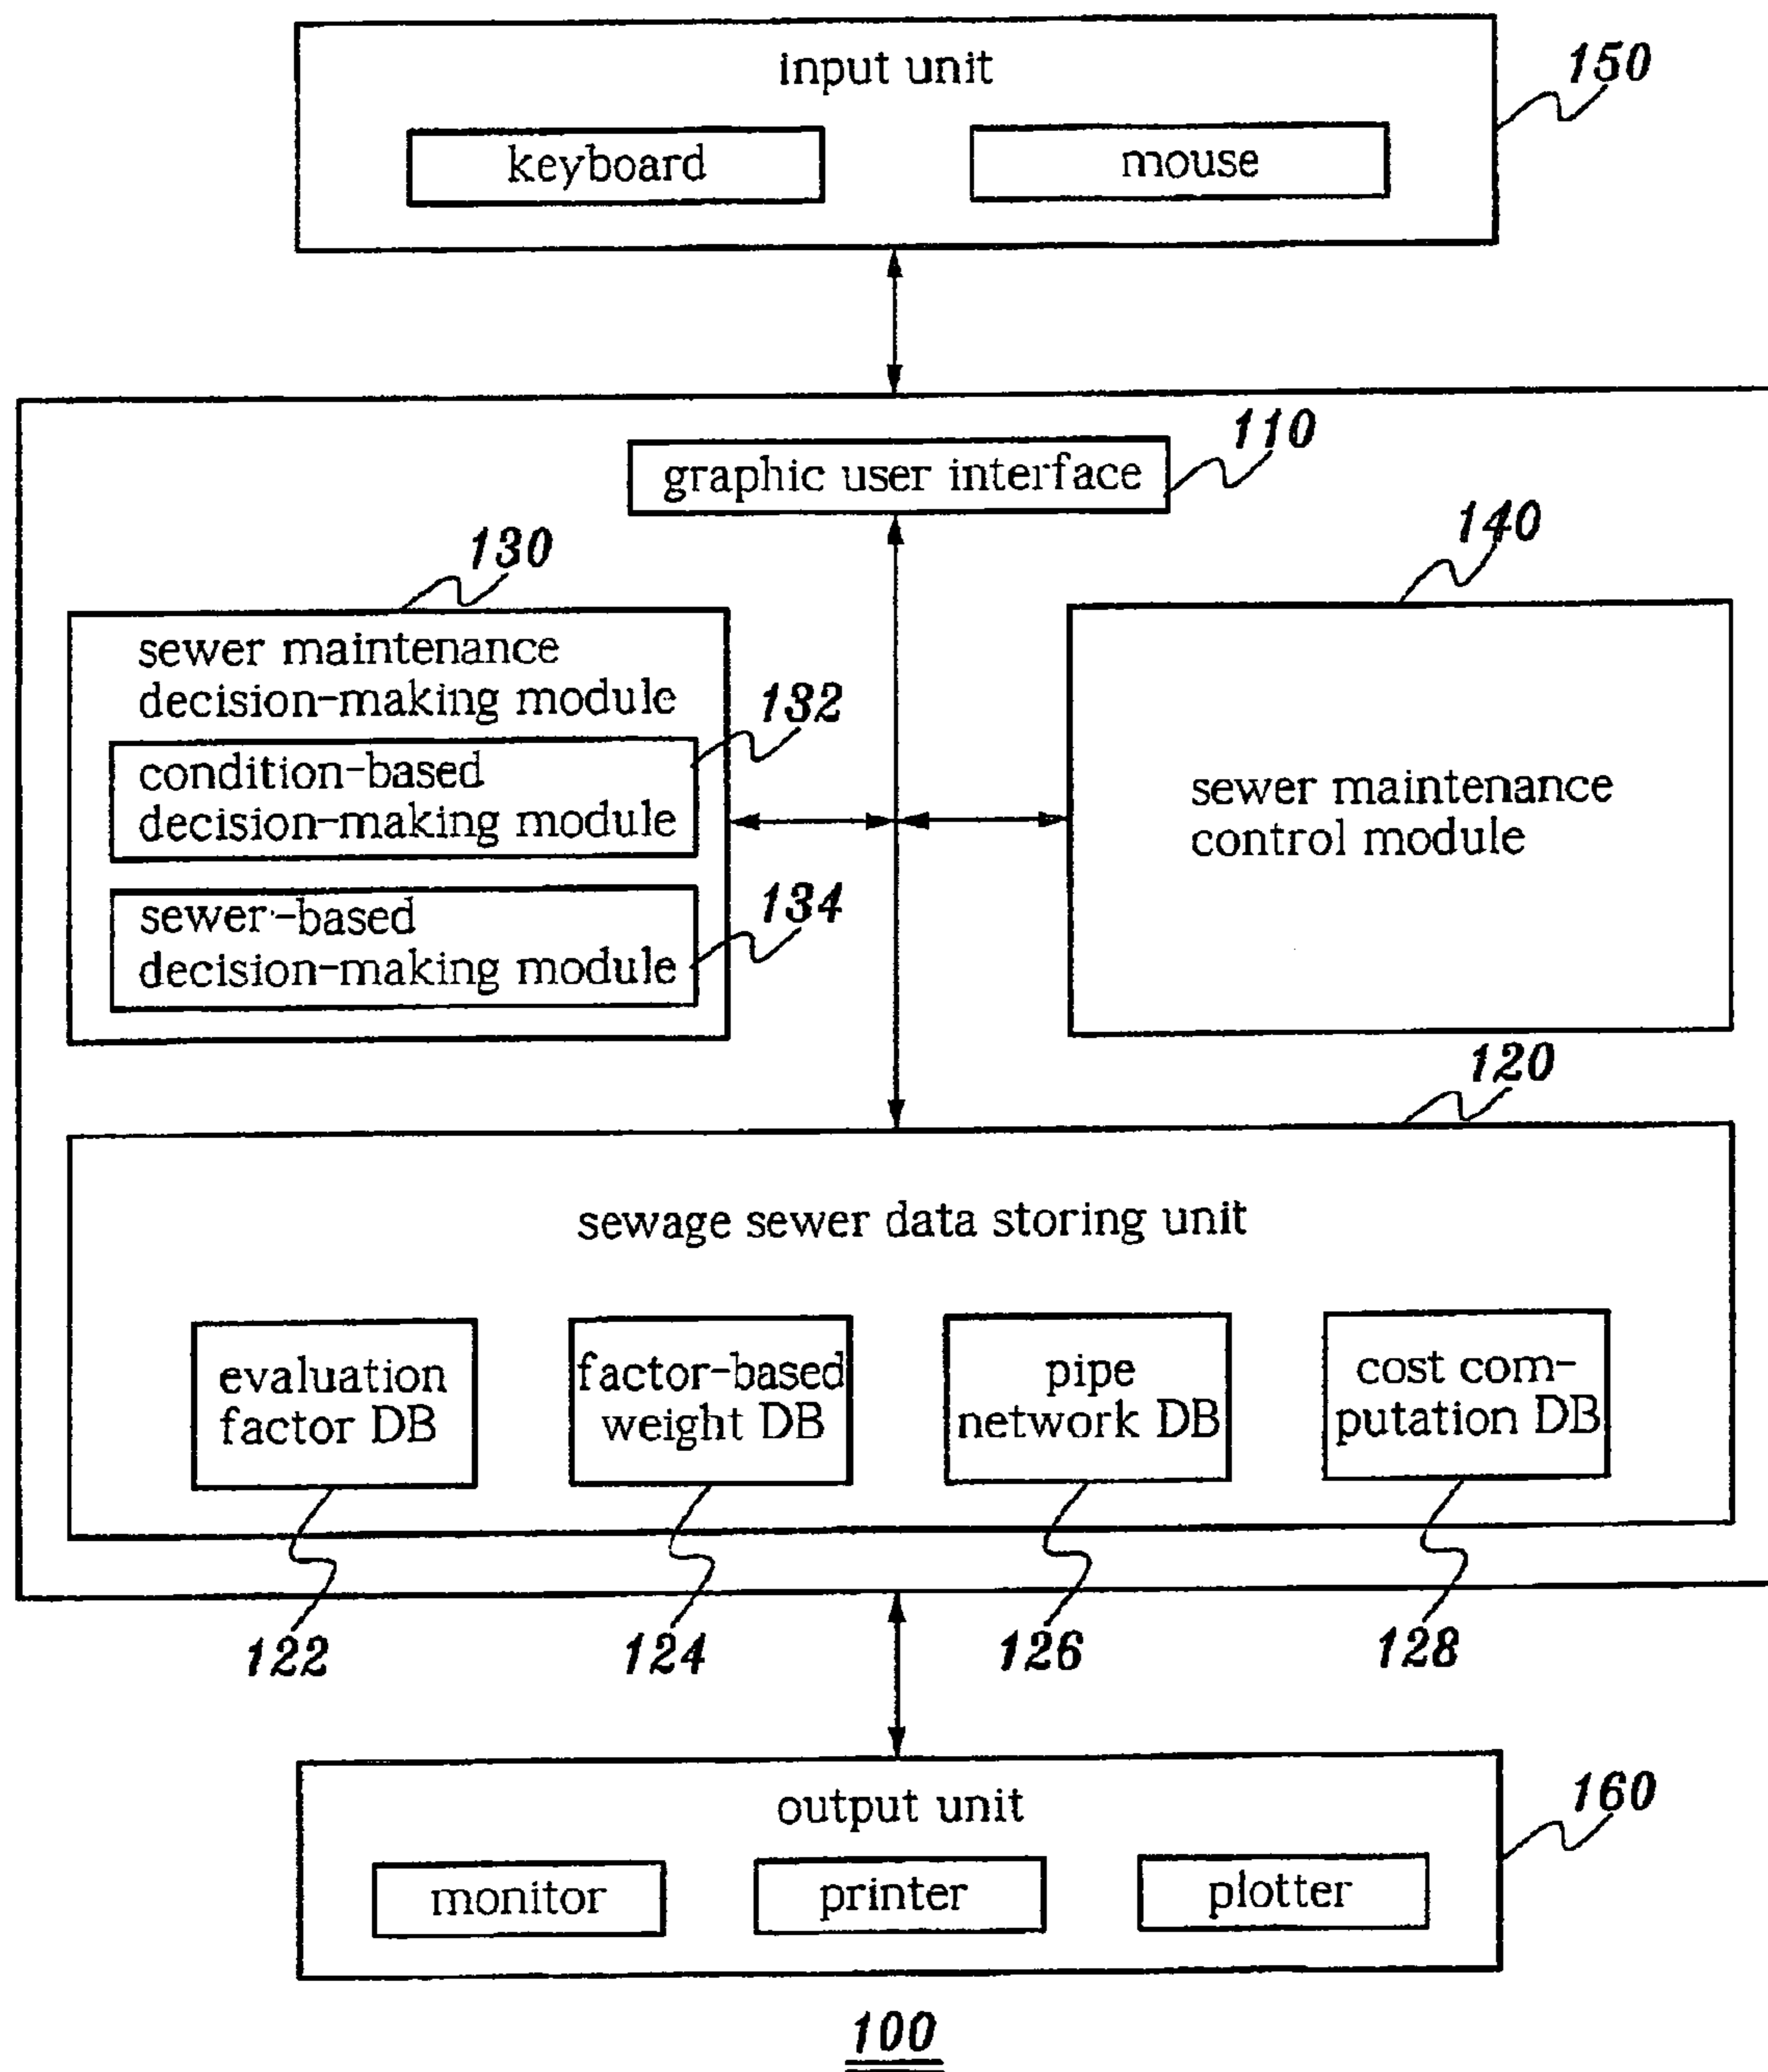 input unit
150
keyboard
mouse
110
graphic user interface
130
140
sewer maintenance
decision-making module
132
condition-based
decision-making module
134
sewer-based
decision-making module
sewer maintenance
control module
120
sewage sewer data storing unit
evaluation
factor DB
factor-based
weight DB
pipe
network DB
cost com-
putation DB
122
124
126
128
output unit
160
monitor
printer
plotter
100